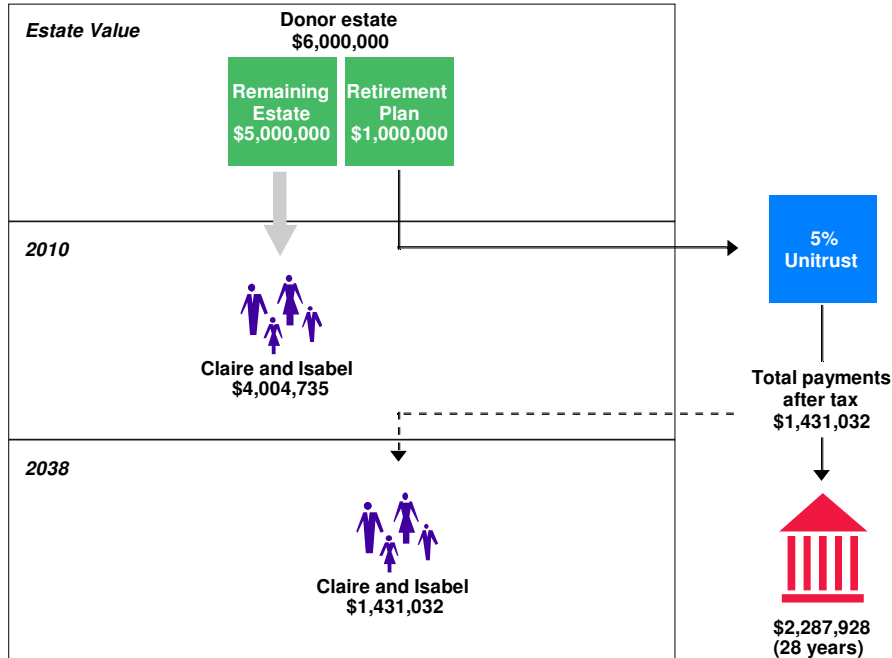 Estate Value
Donor estate
$6,000,000
Remaining
Estate
$5,000,000
Retirement
Plan
$1,000,000
2010
5%
Unitrust
Claire and Isabel
$4,004,735
Total payments
after tax
$1,431,032
2038
Claire and Isabel
$1,431,032
$2,287,928
(28 years)